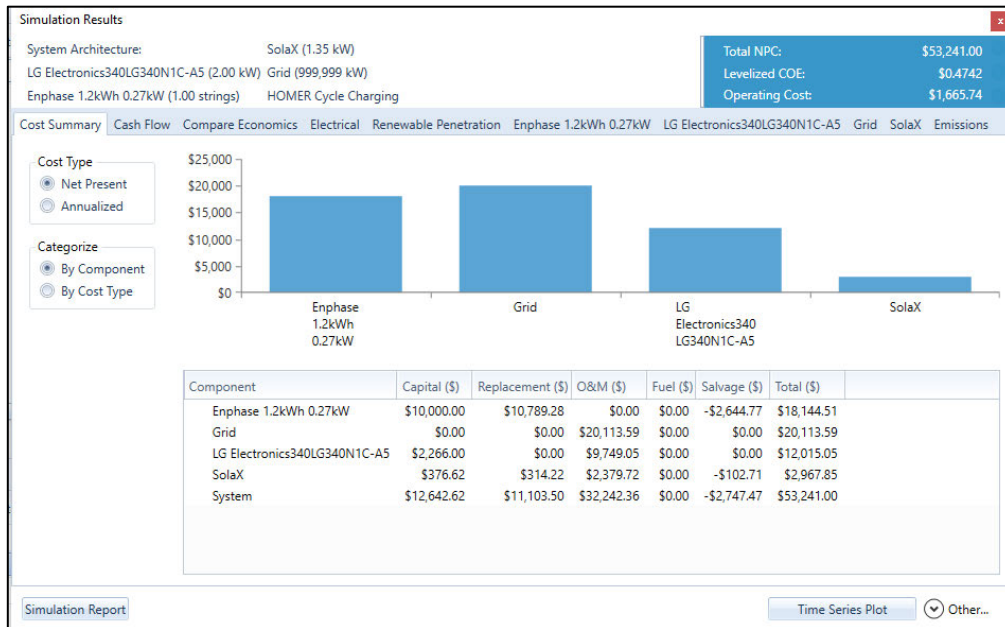 Simulation Results
x
System Architecture: SolaX (1.35 kW)
LG Electronics340LG340N1C-A5 (2.00 kW) Grid (999,999 kW)
Enphase 1.2kWh 0.27kW (1.00 strings) HOMER Cycle Charging
Total NPC: $53,241.00
Levelized COE: $0.4742
Operating Cost: $1,665.74
Cost Summary Cash Flow Compare Economics Electrical Renewable Penetration Enphase 1.2kWh 0.27kW LG Electronics340LG340N1C-A5 Grid SolaX Emissions
Cost Type
Net Present
Annualized
Categorize
By Component
By Cost Type
$25,000
$20,000
$15,000
$10,000
$5,000
$0
Enphase
1.2kWh
0.27kW
Grid
LG
Electronics340
LG340N1C-A5
SolaX
Component Capital ($) Replacement ($) O&M ($) Fuel ($) Salvage ($) Total ($)
Enphase 1.2kWh 0.27kW $10,000.00 $10,789.28 $0.00 $0.00 -$2,644.77 $18,144.51
Grid $0.00 $0.00 $20,113.59 $0.00 $0.00 $20,113.59
LG Electronics340LG340N1C-A5 $2,266.00 $0.00 $9,749.05 $0.00 $0.00 $12,015.05
SolaX $376.62 $314.22 $2,379.72 $0.00 -$102.71 $2,967.85
System $12,642.62 $11,103.50 $32,242.36 $0.00 -$2,747.47 $53,241.00
Simulation Report
Time Series Plot
Other...